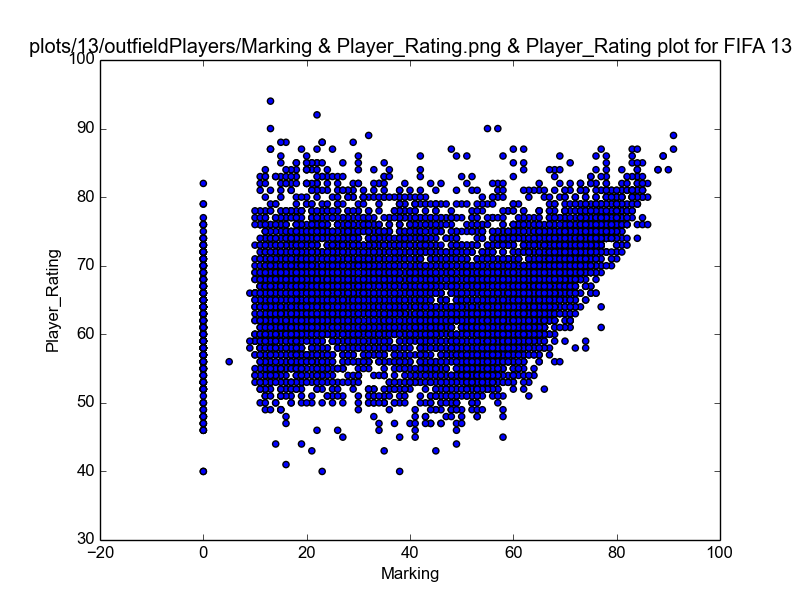 plots/13/outfieldPlayers/Marking & Player_Rating.png & Player_Rating plot for FIFA 13
100
90
80
70
60
50
40
30
Player_Rating
−20 0 20 40 60 80 100
Marking